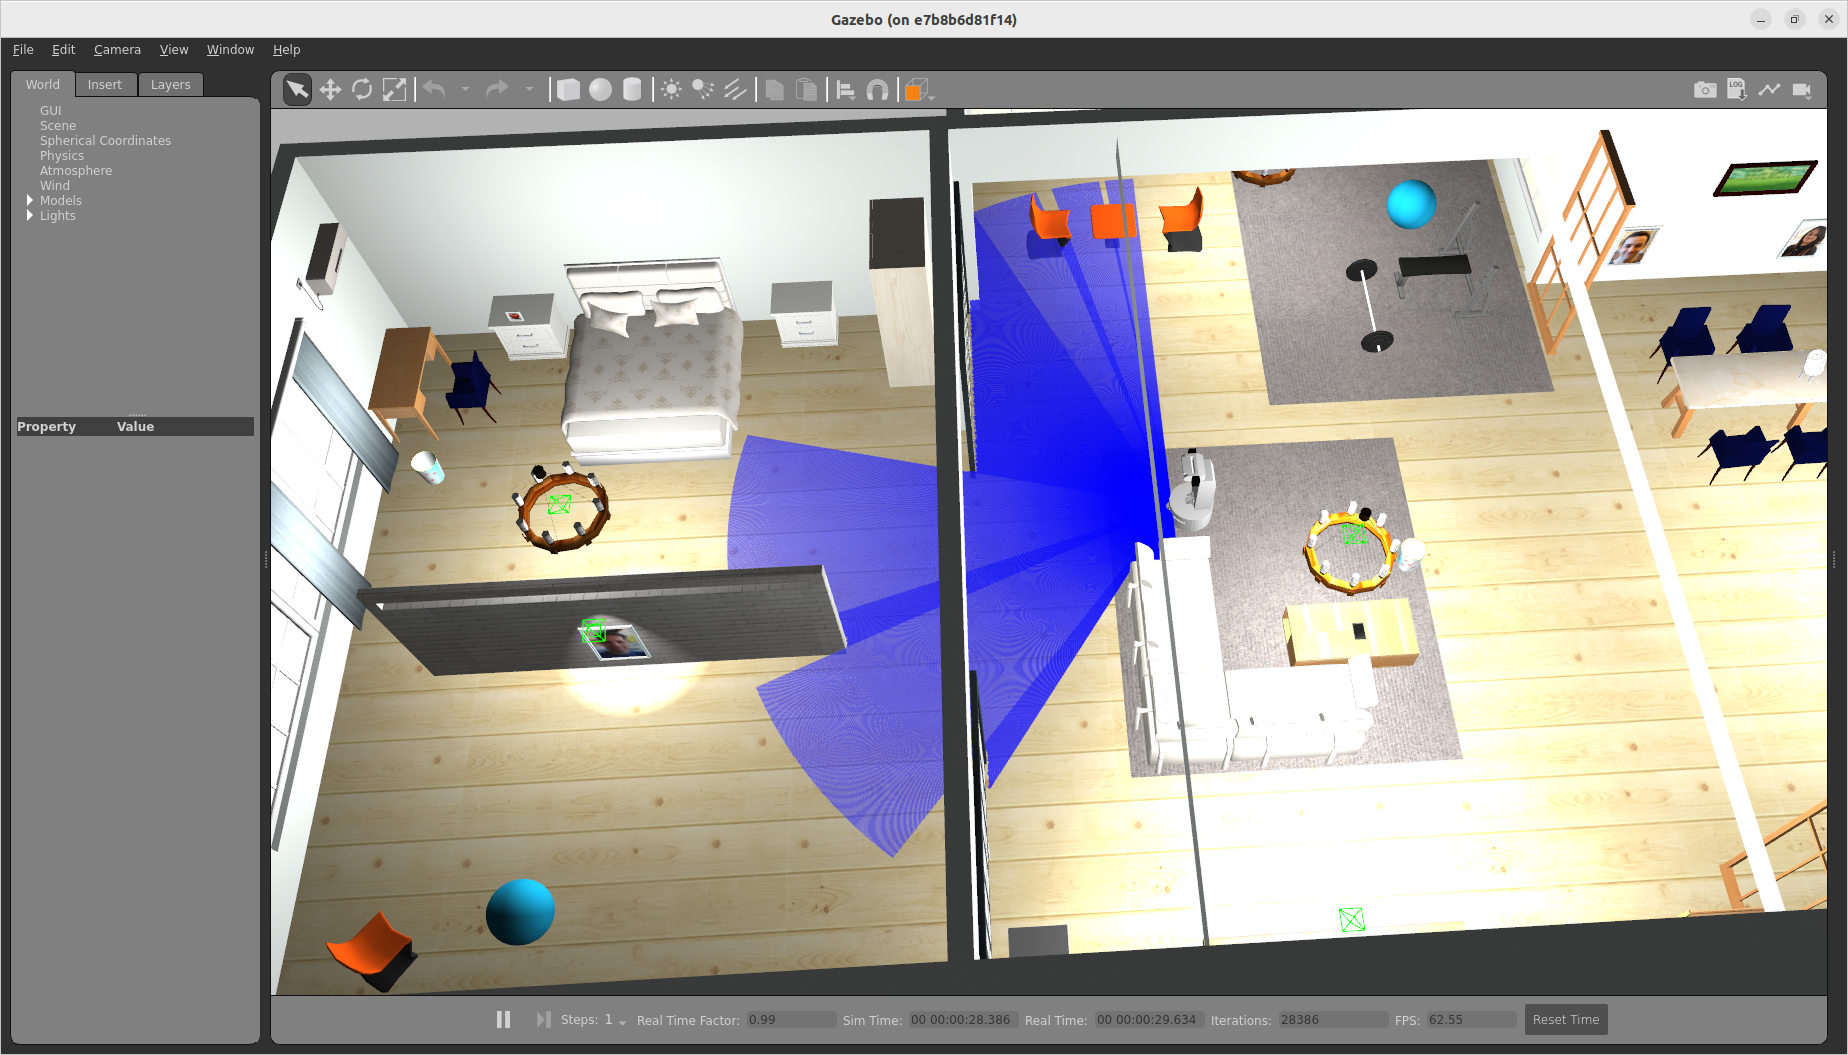 Gazebo (on e7b8b6d81f14)
File Edit Camera View Window Help
World Insert Layers
LOG
GUI
Scene
Spherical Coordinates
Physics
Atmosphere
Wind
Models
Lights
Property Value
Steps: 1 Real Time Factor: 0.99 Sim Time: 00 00:00:28.386 Real Time: 00 00:00:29.634 Iterations: 28386 FPS: 62.55 Reset Time